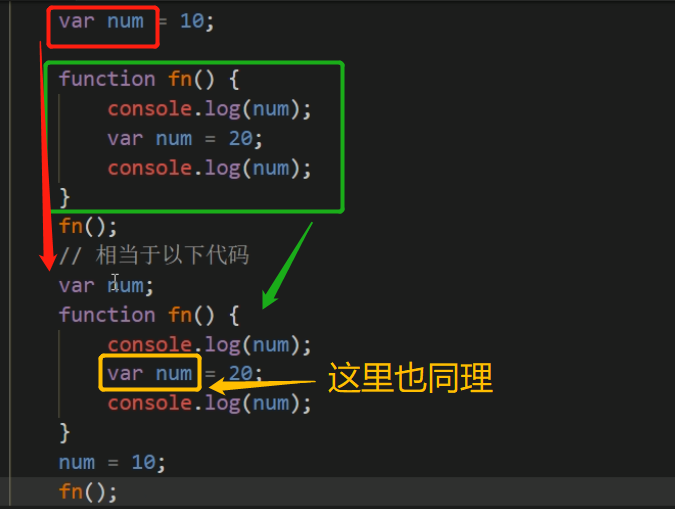 var num = 10;
function fn() {
console.log(num);
var num = 20;
console.log(num);
}
fn();
// 相当于以下代码
var num;
function fn() {
console.log(num);
var num = 20;
这里也同理
console.log(num);
}
num = 10;
fn();